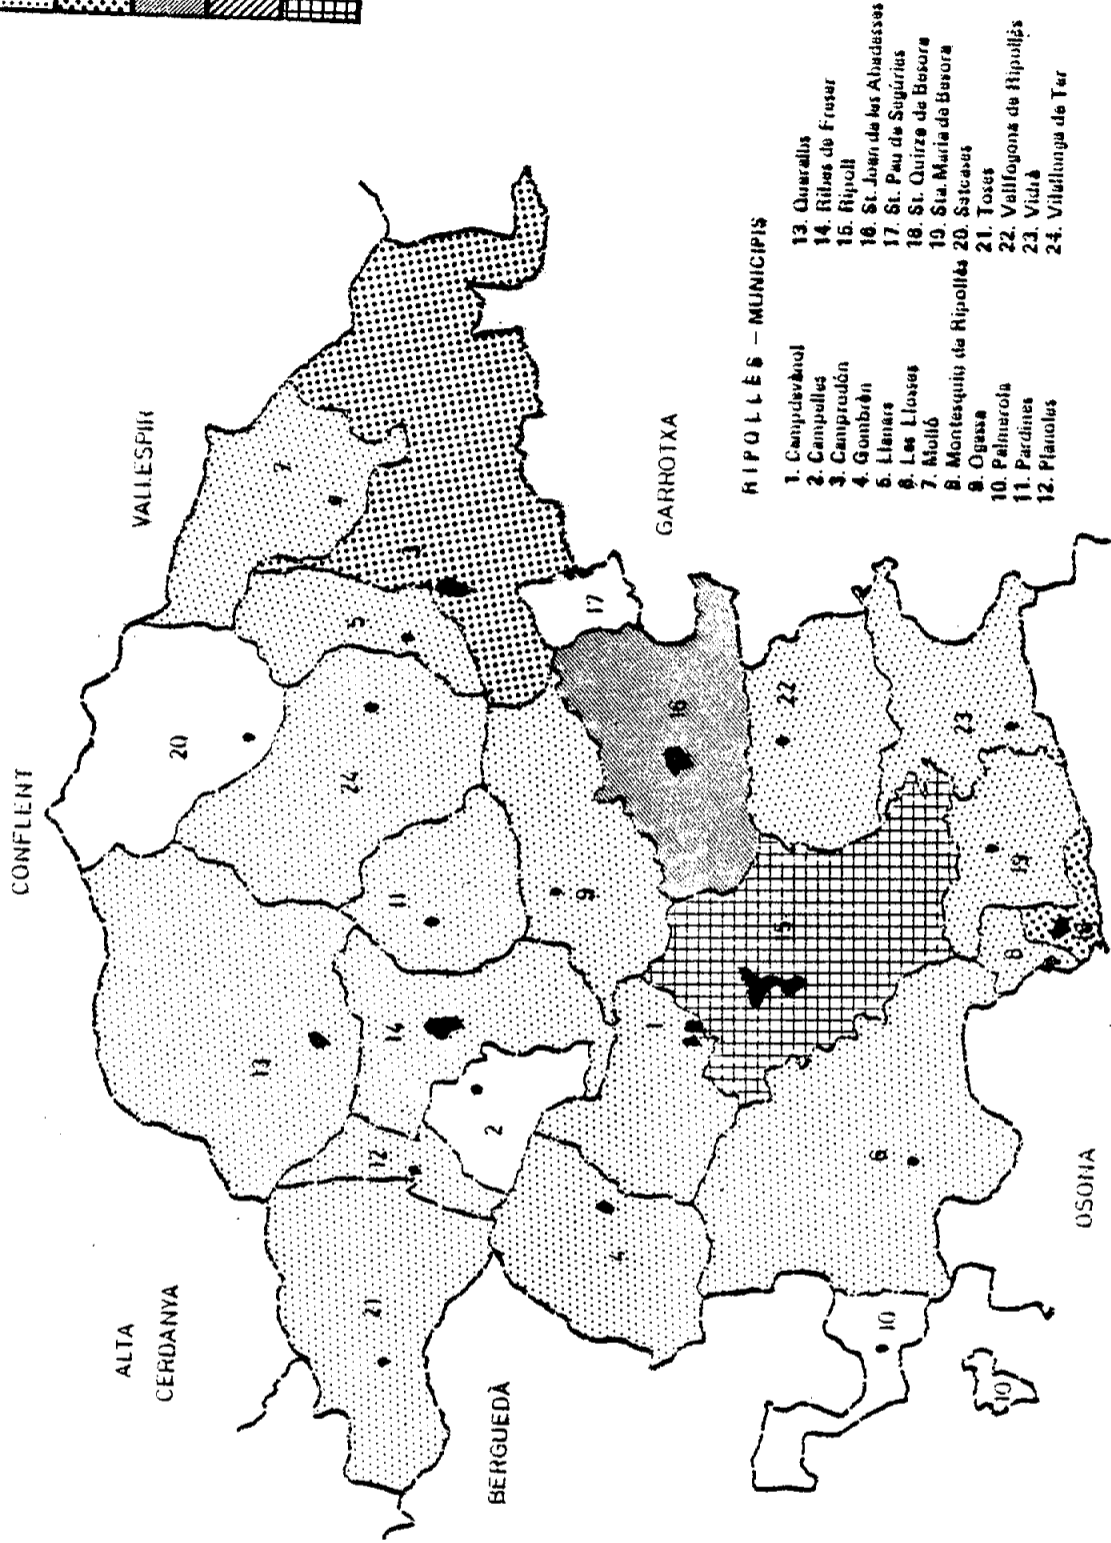 CONFLENT
VALLESPIR
ALTA
CERDANYA
BERGUEDÀ
GARROTXA
OSONA
20
7
5
24
3
13
11
14
9
17
16
12
2
1
21
4
22
15
23
6
19
8
18
10
10
RIPOLLÈS – MUNICIPIS
1. Campdevànol
2. Campelles
3. Camprodón
4. Gombrèn
5. Llanars
6. Les Llosses
7. Molló
8. Montesquiu de Ripollès
9. Ogassa
10. Palmerola
11. Pardines
12. Planoles
13. Queralbs
14. Ribes de Freser
15. Ripoll
16. St. Joan de les Abadesses
17. St. Pau de Segúries
18. St. Quirze de Besora
19. Sta. Maria de Besora
20. Setcases
21. Toses
22. Vallfogona de Ripollès
23. Vidrà
24. Vilallonga de Ter